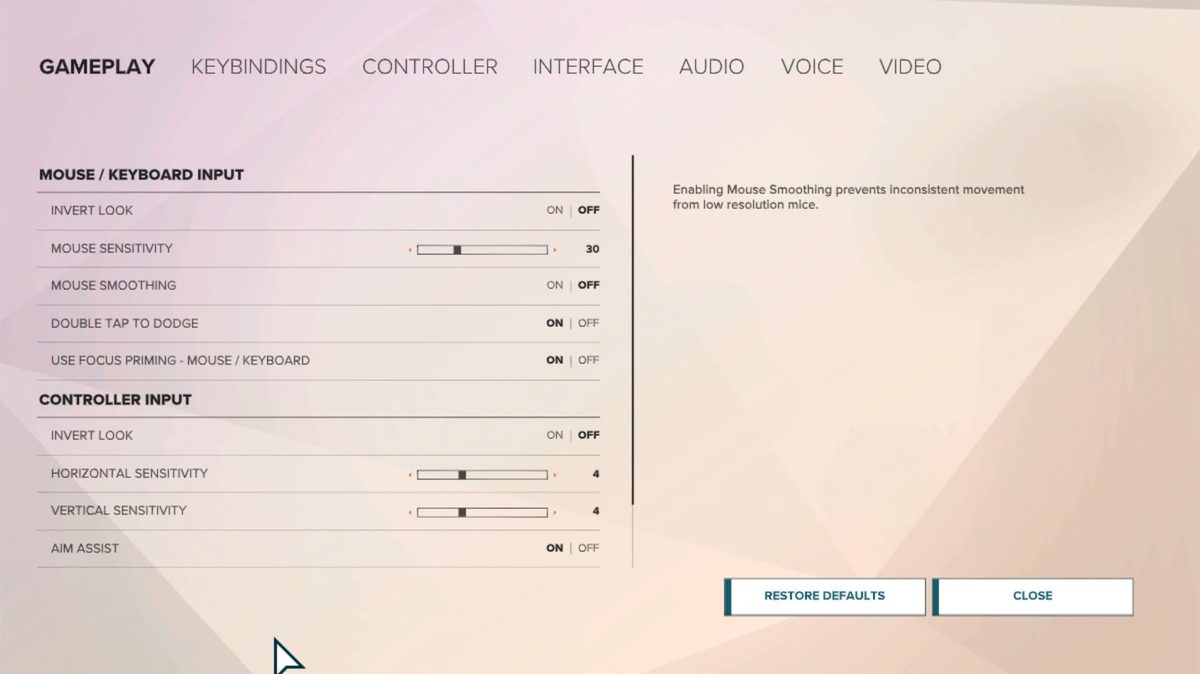 GAMEPLAY KEYBINDINGS CONTROLLER INTERFACE AUDIO VOICE VIDEO
MOUSE / KEYBOARD INPUT
INVERT LOOK ON | OFF
MOUSE SENSITIVITY 30
MOUSE SMOOTHING ON | OFF
DOUBLE TAP TO DODGE ON | OFF
USE FOCUS PRIMING - MOUSE / KEYBOARD ON | OFF
CONTROLLER INPUT
INVERT LOOK ON | OFF
HORIZONTAL SENSITIVITY 4
VERTICAL SENSITIVITY 4
AIM ASSIST ON | OFF
Enabling Mouse Smoothing prevents inconsistent movement
from low resolution mice.
RESTORE DEFAULTS CLOSE